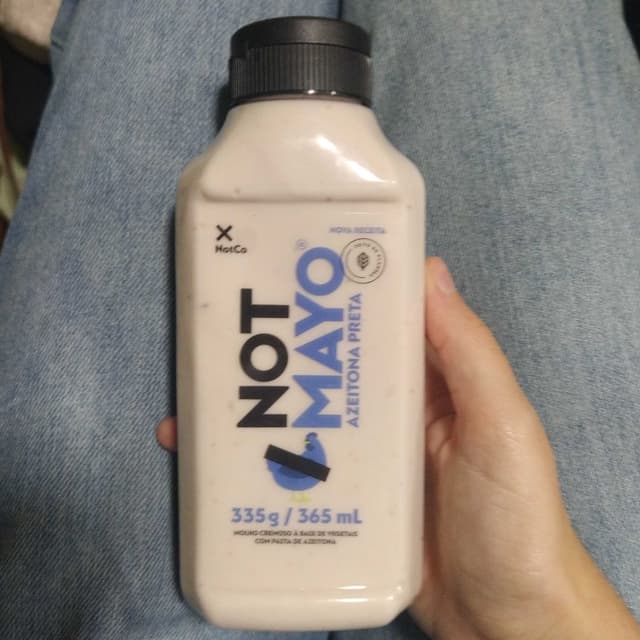 NotCo
NOVA RECEITA
NOT
MAYO®
AZEITONA PRETA
335g / 365 mL
MOLHO CREMOSO À BASE DE VEGETAIS
COM PASTA DE AZEITONA